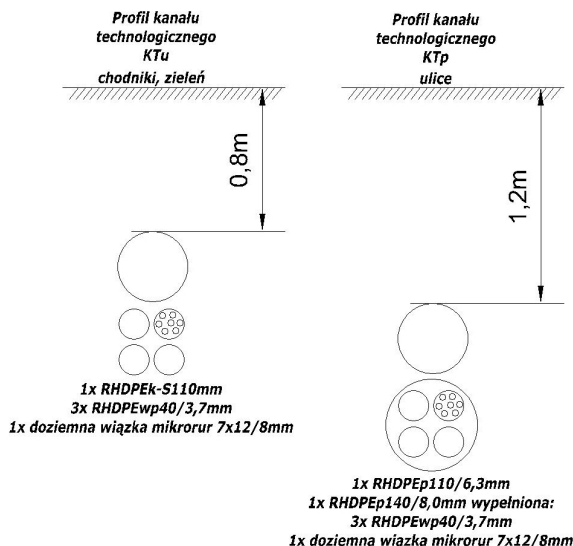 Profil kanału
technologicznego
KTu
chodniki, zieleń
0,8m
1x RHDPEk-S110mm
3x RHDPEwp40/3,7mm
1x doziemna wiązka mikrorur 7x12/8mm
Profil kanału
technologicznego
KTp
ulice
1,2m
1x RHDPEp110/6,3mm
1x RHDPEp140/8,0mm wypełniona:
3x RHDPEwp40/3,7mm
1x doziemna wiązka mikrorur 7x12/8mm